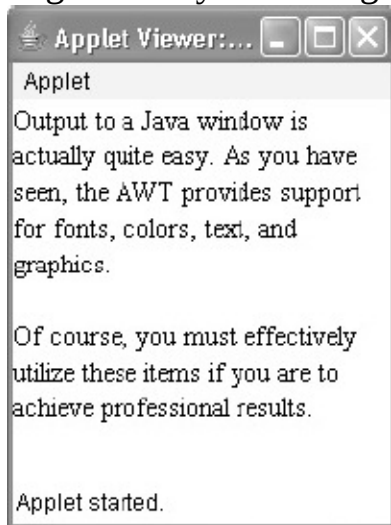 Applet Viewer:...
Applet
Output to a Java window is
actually quite easy. As you have
seen, the AWT provides support
for fonts, colors, text, and
graphics.
Of course, you must effectively
utilize these items if you are to
achieve professional results.
Applet started.